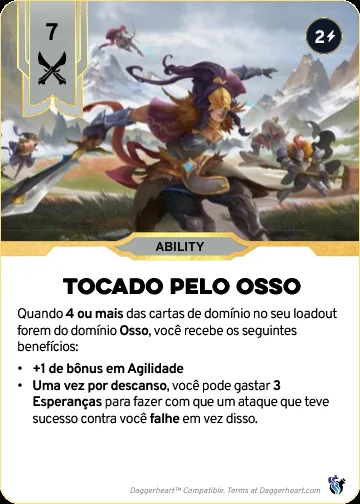 7
2
ABILITY
TOCADO PELO OSSO
Quando 4 ou mais das cartas de domínio no seu loadout
forem do domínio Osso, você recebe os seguintes
benefícios:
• +1 de bônus em Agilidade
• Uma vez por descanso, você pode gastar 3
Esperanças para fazer com que um ataque que teve
sucesso contra você falhe em vez disso.
Daggerheart™ Compatible. Terms at Daggerheart.com